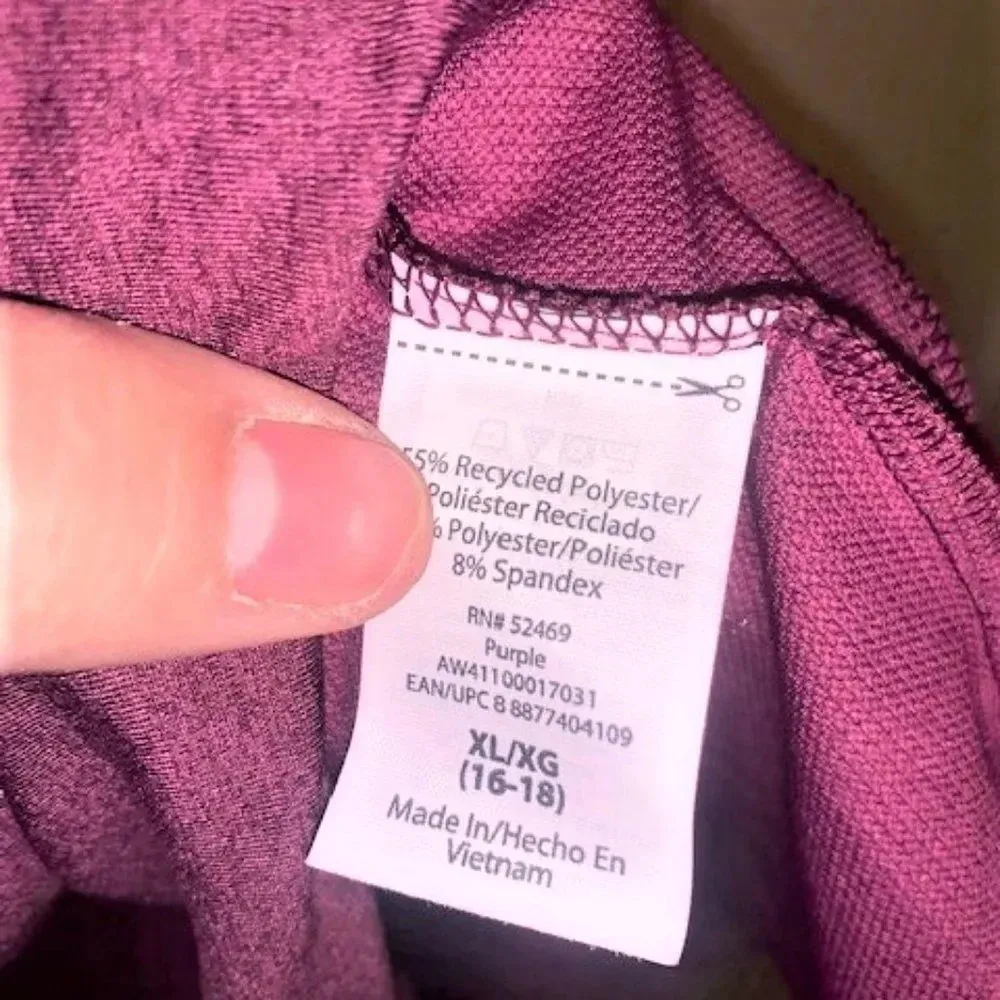 55% Recycled Polyester/
Poliéster Reciclado
% Polyester/Poliéster
8% Spandex
RN# 52469
Purple
AW41100017031
EAN/UPC 8 8877404109
XL/XG
(16-18)
Made In/Hecho En
Vietnam